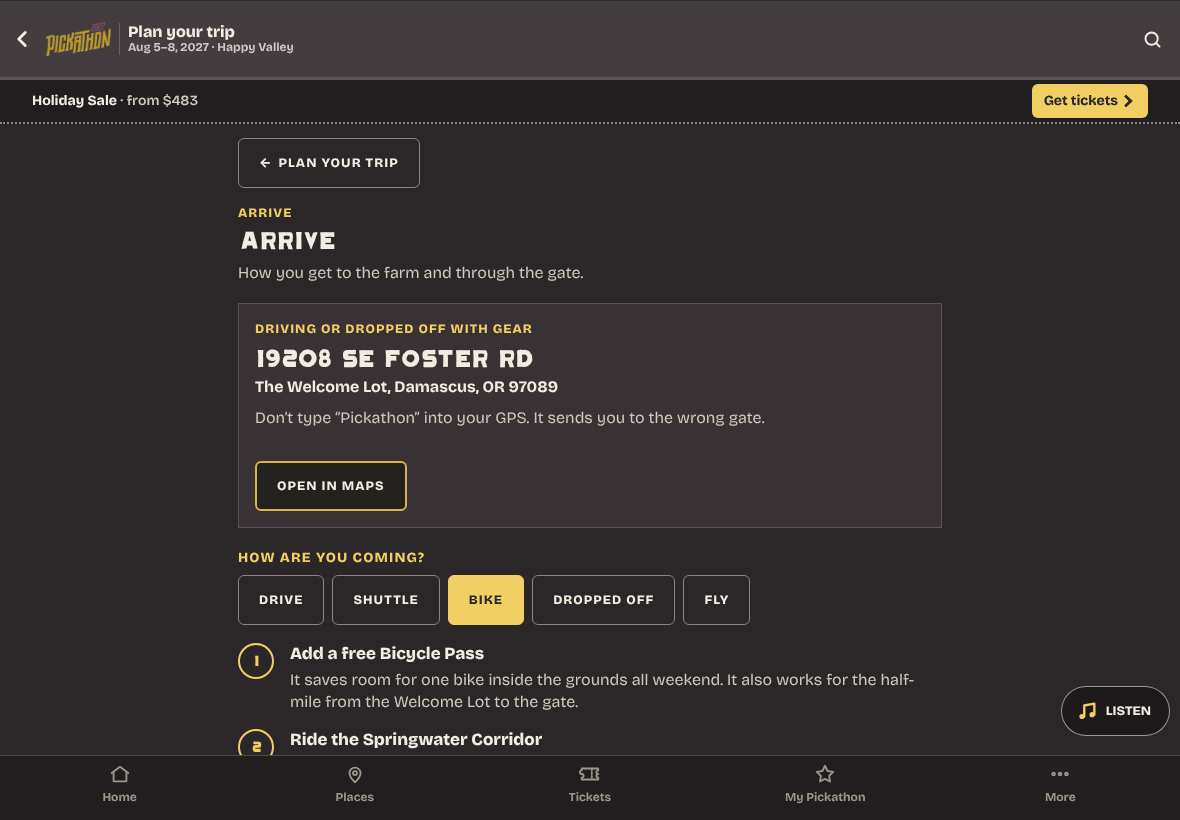 PICKATHON
Plan your trip
Aug 5–8, 2027 · Happy Valley
Holiday Sale · from $483
Get tickets
← PLAN YOUR TRIP
ARRIVE
ARRIVE
How you get to the farm and through the gate.
DRIVING OR DROPPED OFF WITH GEAR
19208 SE FOSTER RD
The Welcome Lot, Damascus, OR 97089
Don't type “Pickathon” into your GPS. It sends you to the wrong gate.
OPEN IN MAPS
HOW ARE YOU COMING?
DRIVE
SHUTTLE
BIKE
DROPPED OFF
FLY
1
Add a free Bicycle Pass
It saves room for one bike inside the grounds all weekend. It also works for the half-
mile from the Welcome Lot to the gate.
2
Ride the Springwater Corridor
LISTEN
Home
Places
Tickets
My Pickathon
More